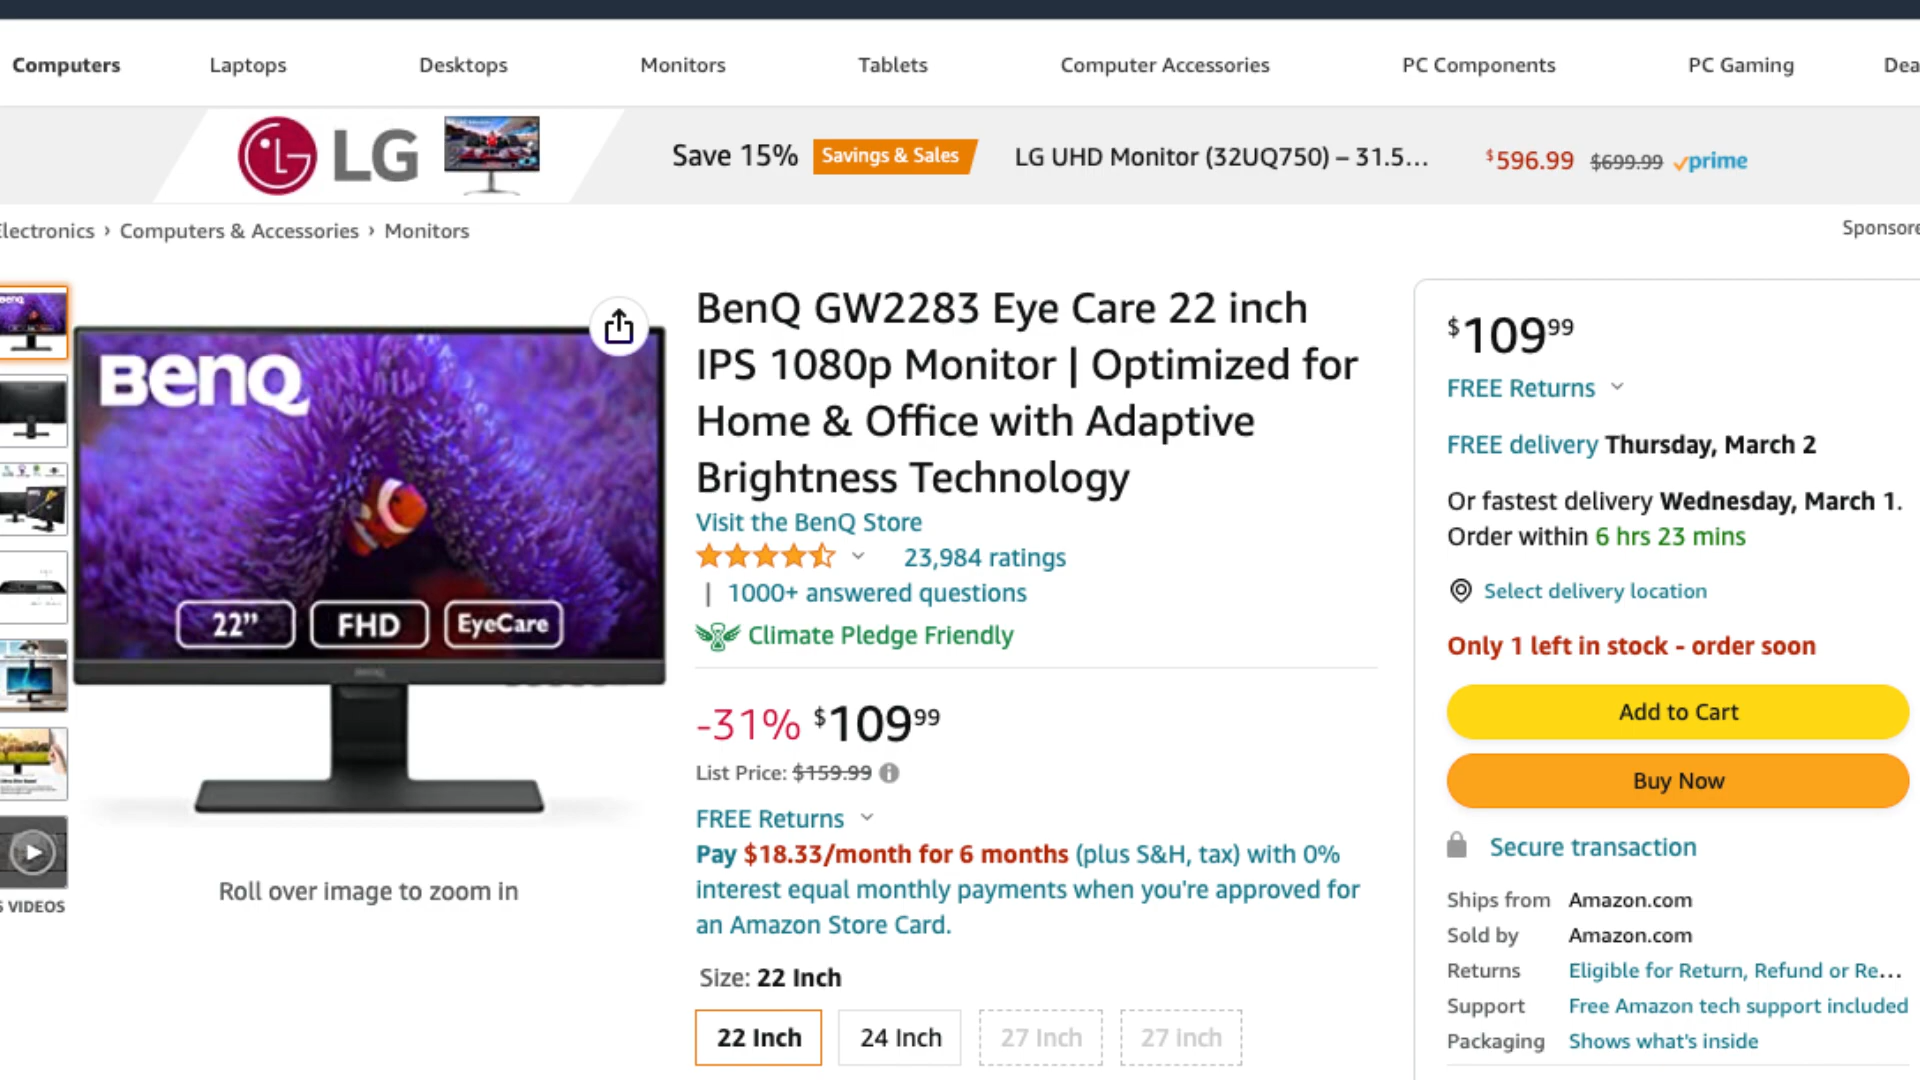 Computers Laptops Desktops Monitors Tablets Computer Accessories PC Components PC Gaming
LG Save 15% Savings & Sales LG UHD Monitor (32UQ750) – 31.5... $596.99 $699.99 prime
Electronics › Computers & Accessories › Monitors
Sponsore
BenQ
22” FHD EyeCare
Roll over image to zoom in
VIDEOS
BenQ GW2283 Eye Care 22 inch
IPS 1080p Monitor | Optimized for
Home & Office with Adaptive
Brightness Technology
Visit the BenQ Store
23,984 ratings
| 1000+ answered questions
Climate Pledge Friendly
-31% $109 99
List Price: $159.99
FREE Returns
Pay $18.33/month for 6 months (plus S&H, tax) with 0%
interest equal monthly payments when you're approved for
an Amazon Store Card.
Size: 22 Inch
22 Inch 24 Inch 27 Inch 27 inch
$109 99
FREE Returns
FREE delivery Thursday, March 2
Or fastest delivery Wednesday, March 1.
Order within 6 hrs 23 mins
Select delivery location
Only 1 left in stock - order soon
Add to Cart
Buy Now
Secure transaction
Ships from Amazon.com
Sold by Amazon.com
Returns Eligible for Return, Refund or Re...
Support Free Amazon tech support included
Packaging Shows what's inside